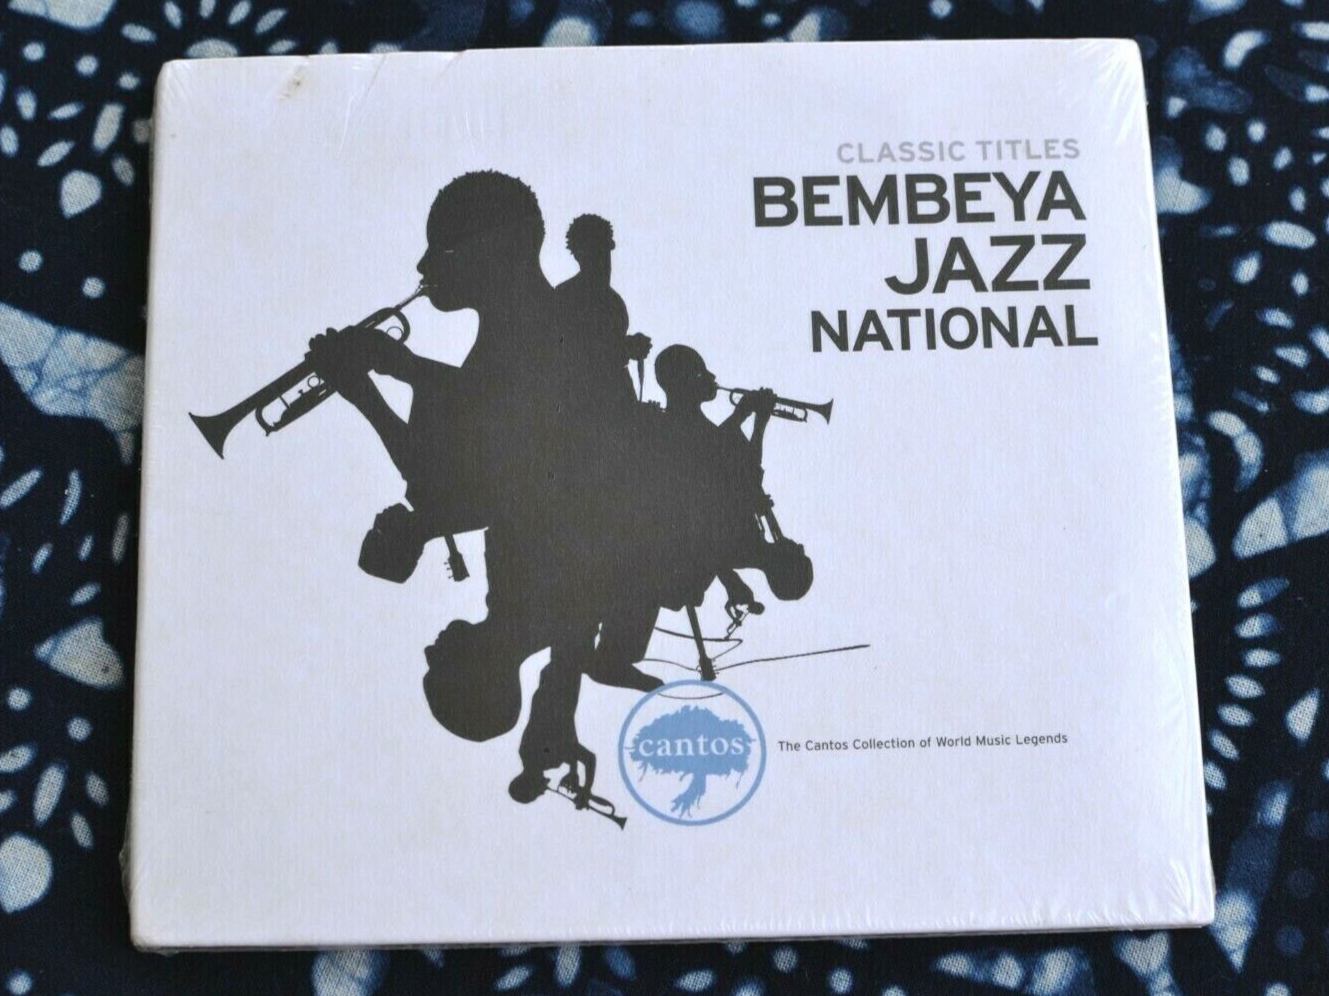 CLASSIC TITLES
BEMBEYA
JAZZ
NATIONAL
cantos
The Cantos Collection of World Music Legends